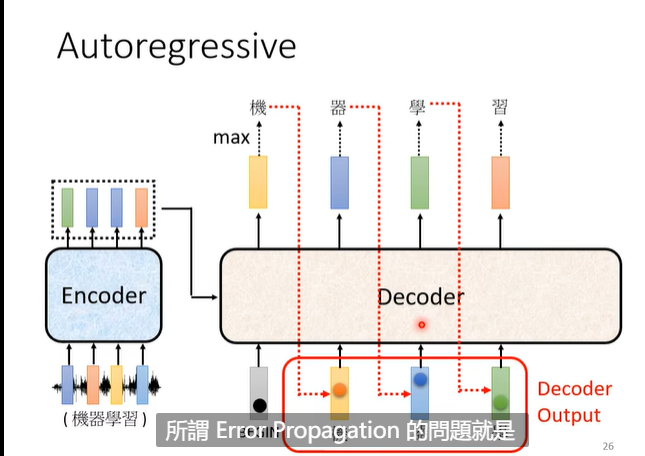 Autoregressive
機 器 學 習
max
Encoder
Decoder
(機器學習)
Decoder
Output
所謂 Error Propagation 的問題就是
26